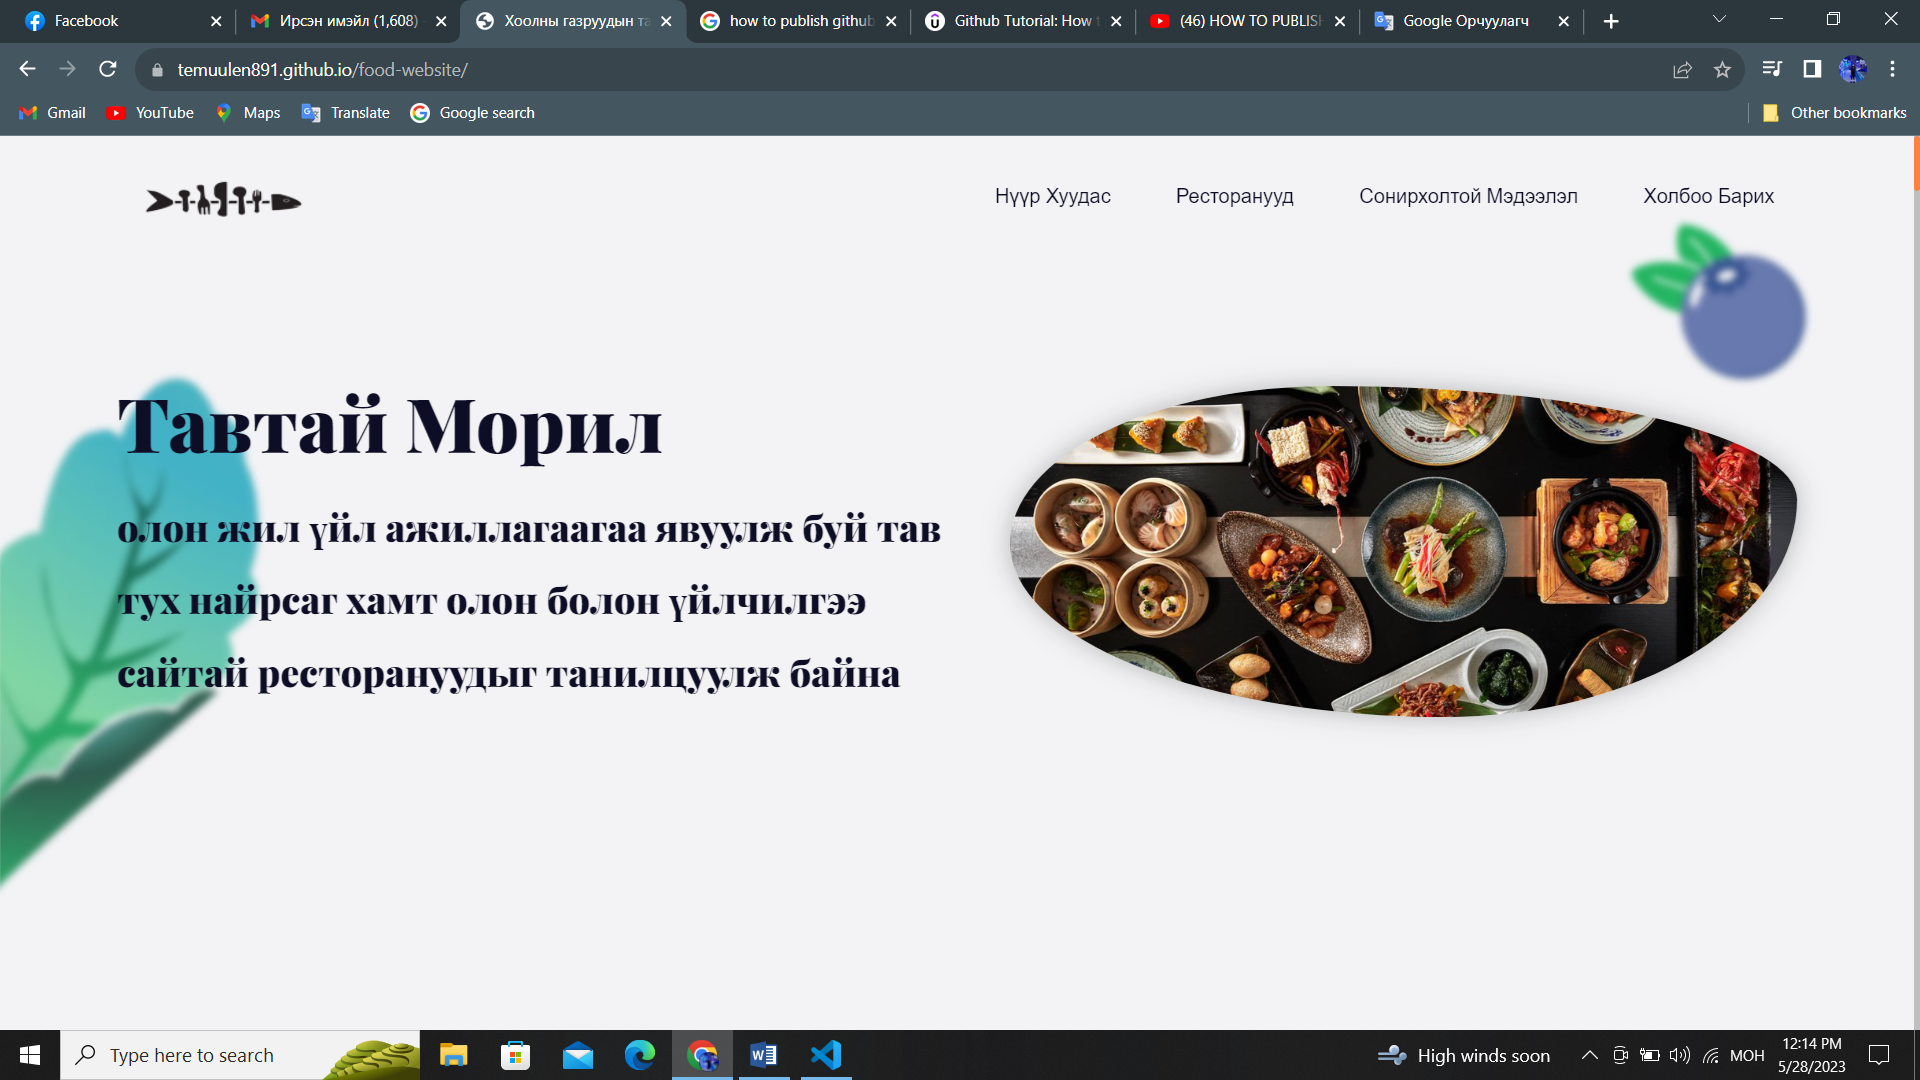 Facebook
Ирсэн имэйл (1,608)
Хоолны газруудын та
how to publish github
Github Tutorial: How t
(46) HOW TO PUBLISH
Google Орчуулагч
temuulen891.github.io/food-website/
Gmail
YouTube
Maps
Translate
Google search
Other bookmarks
Нүүр Хуудас
Ресторанууд
Сонирхолтой Мэдээлэл
Холбоо Барих
Тавтай Морил
олон жил үйл ажиллагаагаа явуулж буй тав
тух найрсаг хамт олон болон үйлчилгээ
сайтай ресторануудыг танилцуулж байна
Type here to search
High winds soon
МОН
12:14 PM
5/28/2023